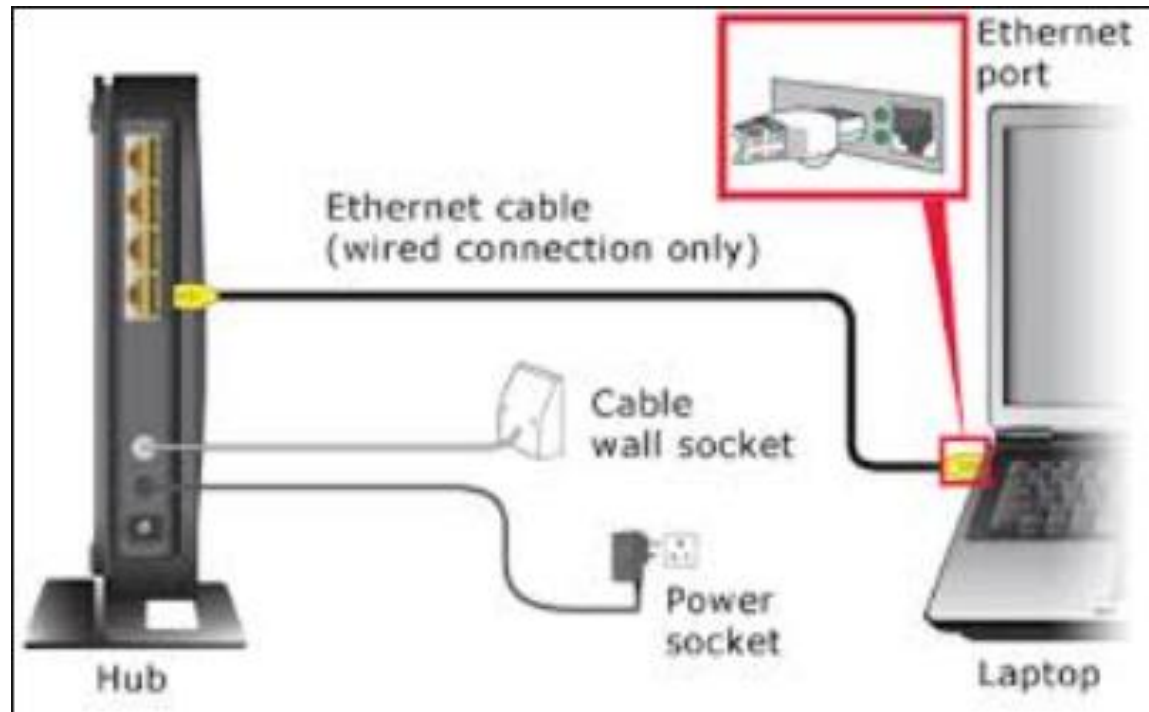 Ethernet
port
Ethernet cable
(wired connection only)
Cable
wall socket
Power
socket
Hub
Laptop